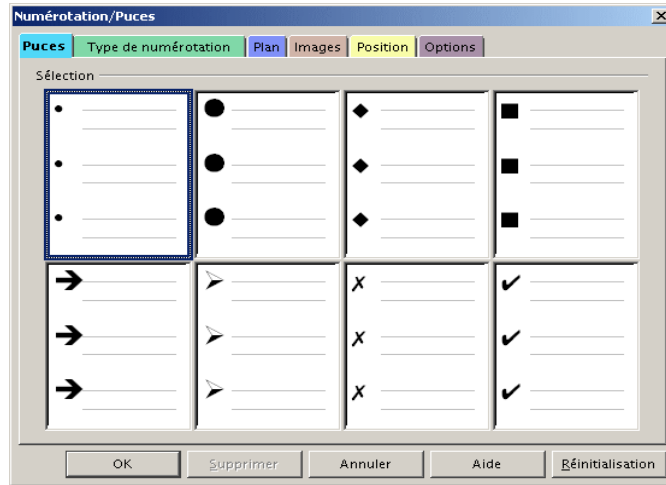 Numérotation/Puces
Puces Type de numérotation Plan Images Position Options
Sélection
OK Supprimer Annuler Aide Réinitialisation